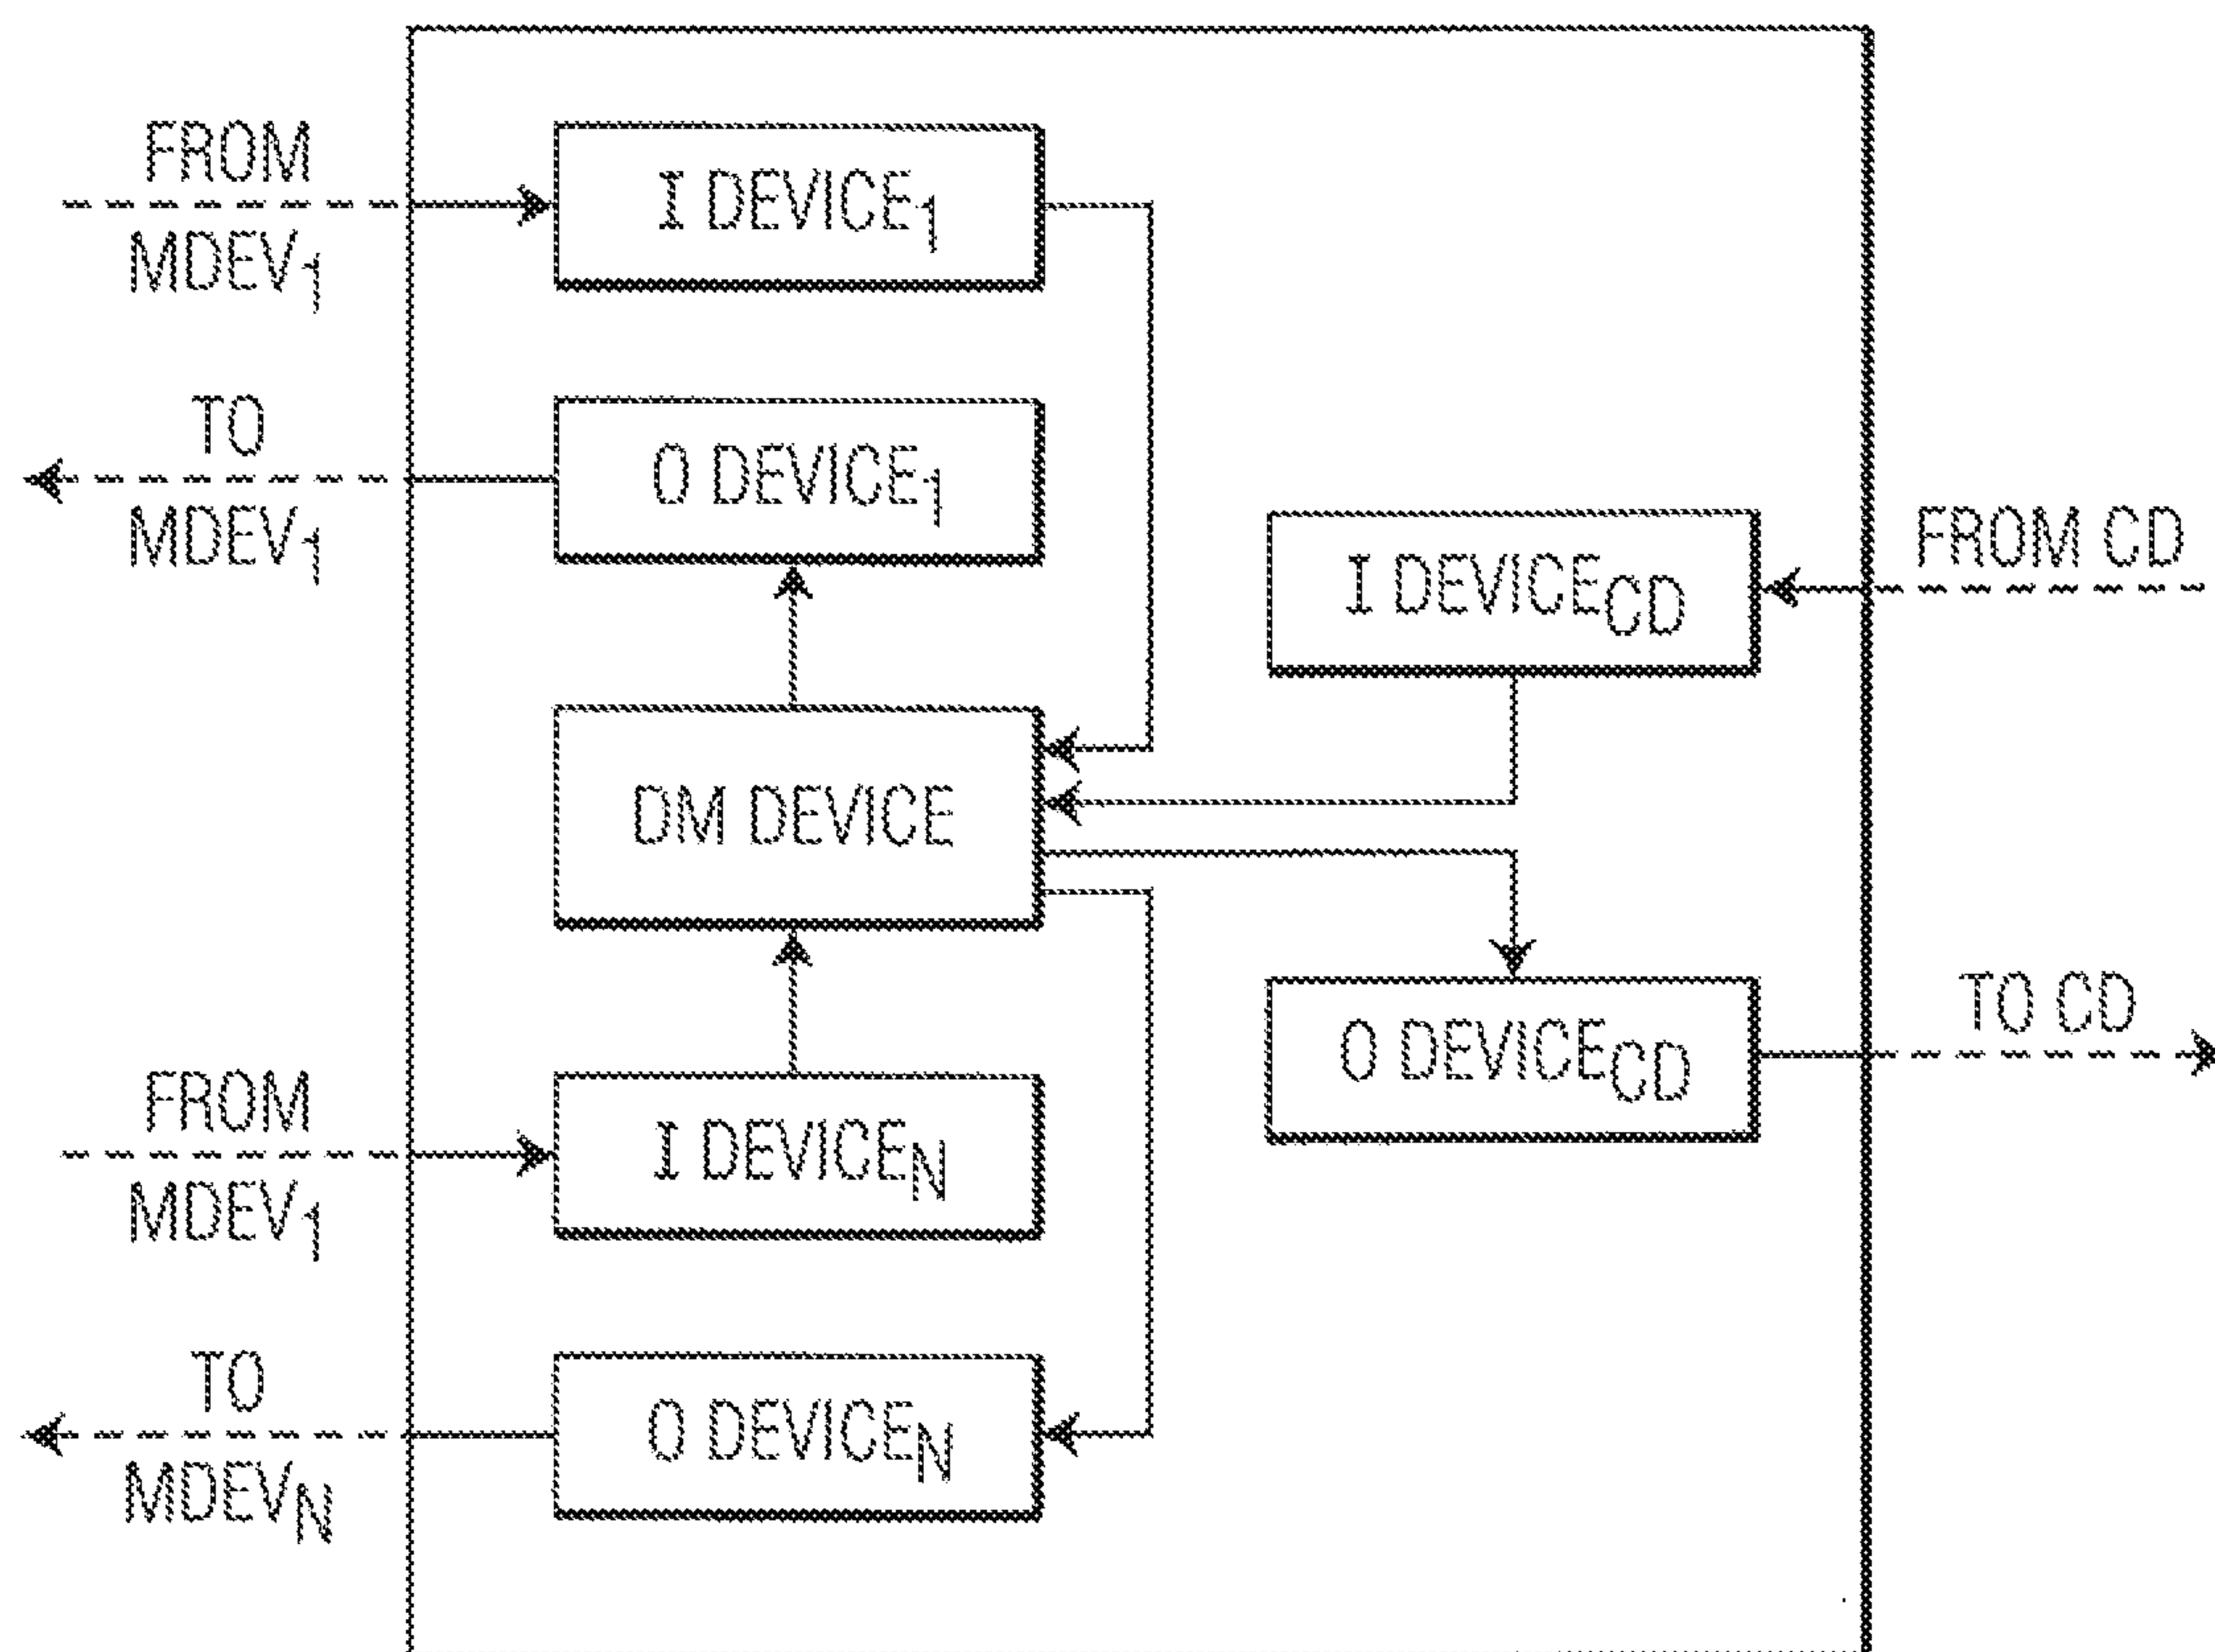 FROM
MDEV1
I DEVICE1
TO
MDEV1
O DEVICE1
I DEVICECD
FROM CD
DM DEVICE
O DEVICECD
TO CD
FROM
MDEV1
I DEVICEN
TO
MDEVN
O DEVICEN